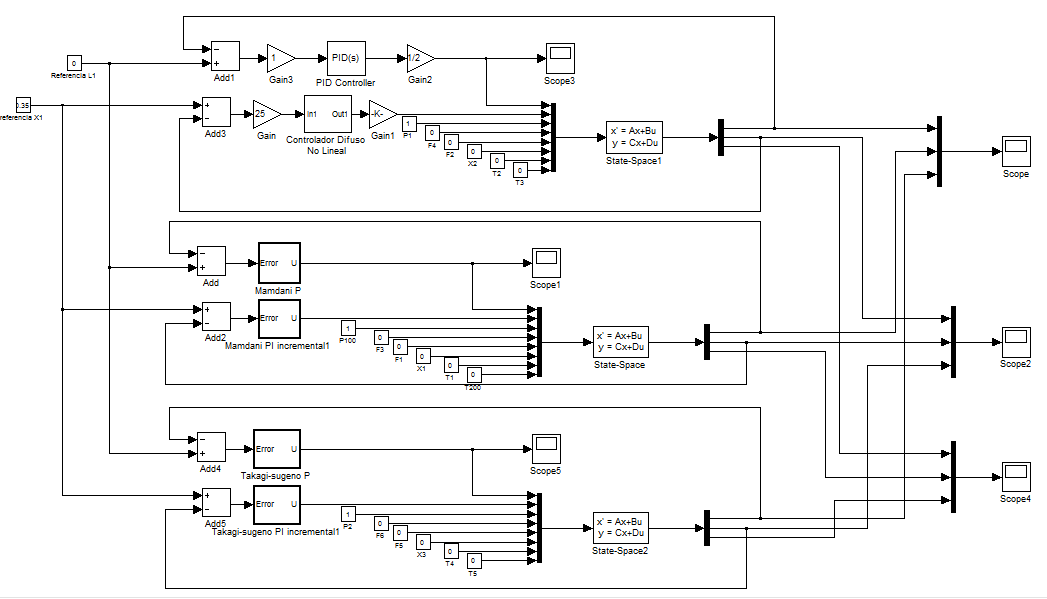 0
Referencia L1
0.35
referencia X1
−
+
Add1
1
Gain3
PID(s)
PID Controller
1/2
Gain2
Scope3
+
−
Add3
25
Gain
In1 Out1
Controlador Difuso
No Lineal
-K-
Gain1
1
P1
0
F4
0
F2
0
X2
0
T2
0
T3
x' = Ax+Bu
y = Cx+Du
State-Space1
Scope
−
+
Add
Error U
Mamdani P
Scope1
+
−
Add2
Error U
Mamdani PI incremental1
1
P100
0
F3
0
F1
0
X1
0
T1
0
T200
x' = Ax+Bu
y = Cx+Du
State-Space
Scope2
−
+
Add4
Error U
Takagi-sugeno P
Scope5
+
−
Add5
Error U
Takagi-sugeno PI incremental1
1
P2
0
F6
0
F5
0
X3
0
T4
0
T5
x' = Ax+Bu
y = Cx+Du
State-Space2
Scope4